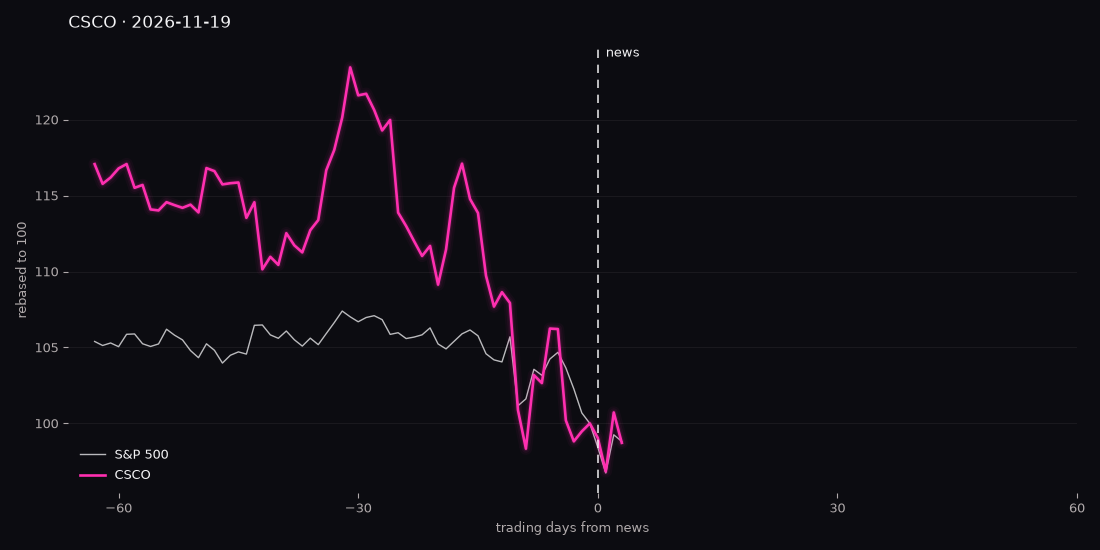 CSCO · 2026-11-19
news
120
115
110
105
100
rebased to 100
S&P 500
CSCO
−60
−30
0
30
60
trading days from news